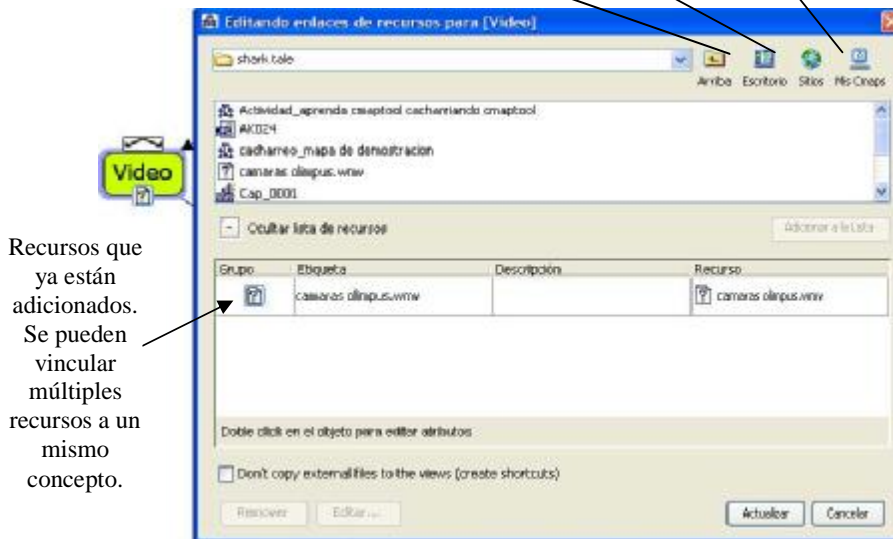 Editando enlaces de recursos para [Video]
shark tale
Arriba Escritorio Sitios Mis Cmaps
Actividad_aprenda cmaptool cacharriando cmaptool
AK024
cacharreo_mapa de demostracion
camaras olimpus.wmv
Cap_0001
Video
Ocultar lista de recursos
Adicionar a la Lista
Recursos que
ya están
adicionados.
Se pueden
vincular
múltiples
recursos a un
mismo
concepto.
Grupo Etiqueta Descripción Recurso
camaras olimpus.wmv camaras olimpus.wmv
Doble click en el objeto para editar atributos
Don't copy external files to the views (create shortcuts)
Remover Editar... Actualizar Cancelar